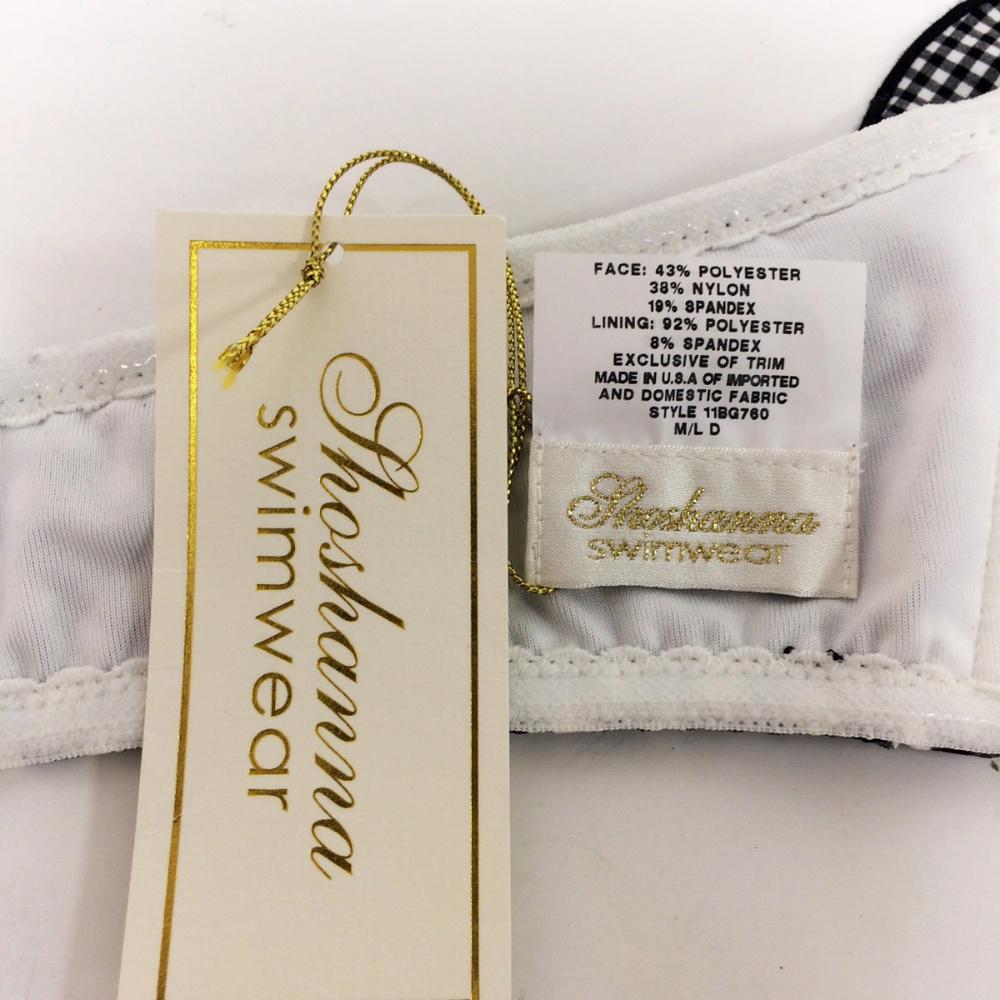 Shoshanna
swimwear
FACE: 43% POLYESTER
38% NYLON
19% SPANDEX
LINING: 92% POLYESTER
8% SPANDEX
EXCLUSIVE OF TRIM
MADE IN U.S.A OF IMPORTED
AND DOMESTIC FABRIC
STYLE 11BG760
M/L D
Shoshanna
swimwear